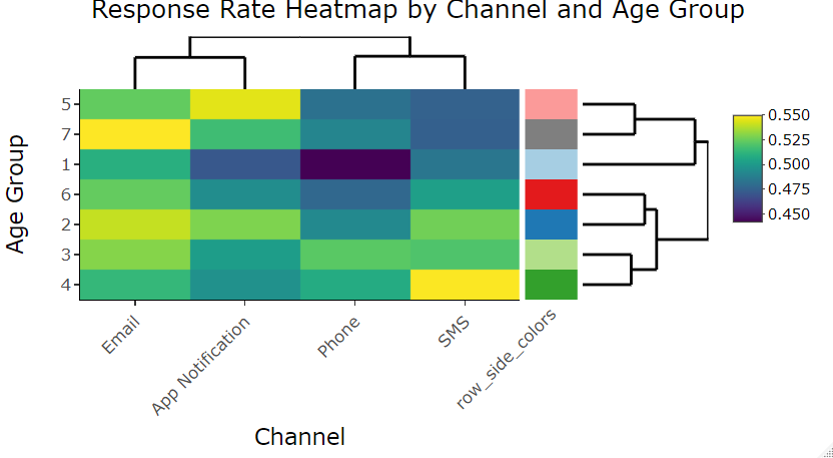 Response Rate Heatmap by Channel and Age Group
Age Group
5
7
1
6
2
3
4
0.550
0.525
0.500
0.475
0.450
Email
App Notification
Phone
SMS
row_side_colors
Channel